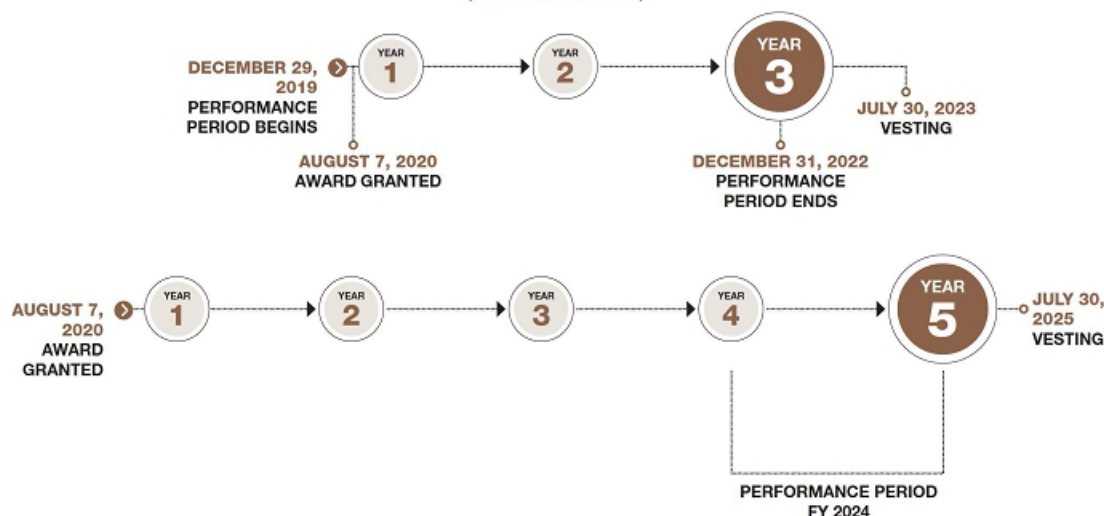 DECEMBER 29,
2019
PERFORMANCE
PERIOD BEGINS
YEAR
1
AUGUST 7, 2020
AWARD GRANTED
YEAR
2
YEAR
3
DECEMBER 31, 2022
PERFORMANCE
PERIOD ENDS
JULY 30, 2023
VESTING
AUGUST 7,
2020
AWARD
GRANTED
YEAR
1
YEAR
2
YEAR
3
YEAR
4
YEAR
5
JULY 30,
2025
VESTING
PERFORMANCE PERIOD
FY 2024